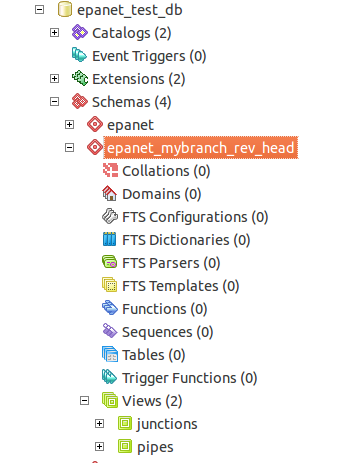 epanet_test_db
Catalogs (2)
Event Triggers (0)
Extensions (2)
Schemas (4)
epanet
epanet_mybranch_rev_head
Collations (0)
Domains (0)
FTS Configurations (0)
FTS Dictionaries (0)
FTS Parsers (0)
FTS Templates (0)
Functions (0)
Sequences (0)
Tables (0)
Trigger Functions (0)
Views (2)
junctions
pipes